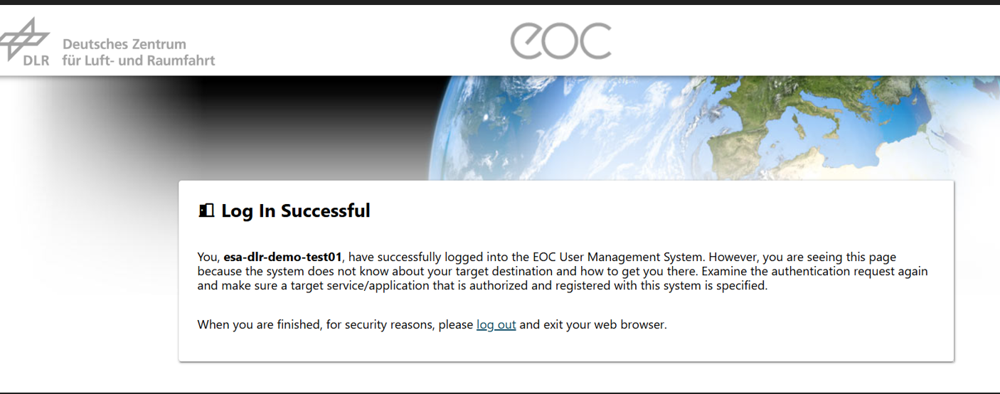 Deutsches Zentrum
DLR für Luft- und Raumfahrt
eoc
Log In Successful
You, esa-dlr-demo-test01, have successfully logged into the EOC User Management System. However, you are seeing this page
because the system does not know about your target destination and how to get you there. Examine the authentication request again
and make sure a target service/application that is authorized and registered with this system is specified.
When you are finished, for security reasons, please log out and exit your web browser.